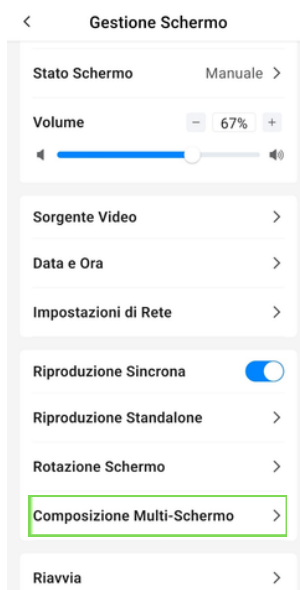 Gestione Schermo
Stato Schermo Manuale
Volume - 67% +
Sorgente Video
Data e Ora
Impostazioni di Rete
Riproduzione Sincrona
Riproduzione Standalone
Rotazione Schermo
Composizione Multi-Schermo
Riavvia